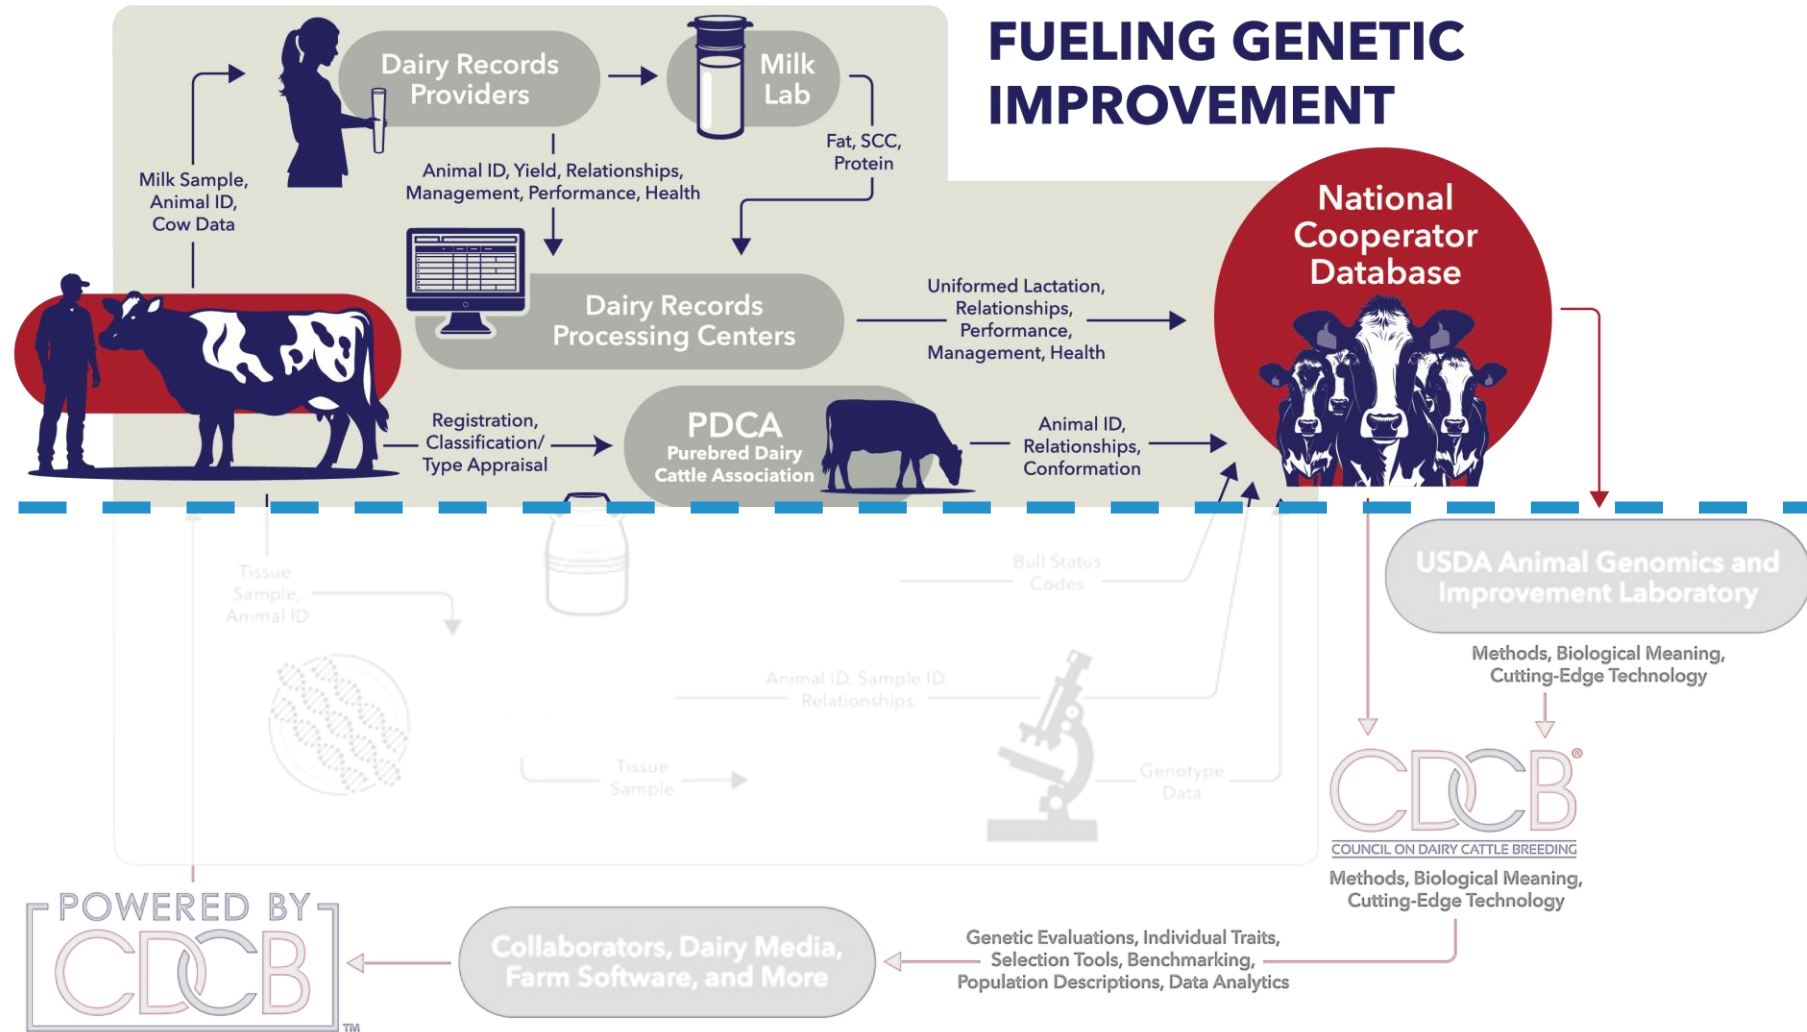 FUELING GENETIC
IMPROVEMENT
Dairy Records
Providers
Milk
Lab
Fat, SCC,
Protein
Milk Sample,
Animal ID,
Cow Data
Animal ID, Yield, Relationships,
Management, Performance, Health
National
Cooperator
Database
Dairy Records
Processing Centers
Uniformed Lactation,
Relationships,
Performance,
Management, Health
Registration,
Classification/
Type Appraisal
PDCA
Purebred Dairy
Cattle Association
Animal ID,
Relationships,
Conformation
Tissue
Sample,
Animal ID
Bull Status
Codes
USDA Animal Genomics and
Improvement Laboratory
Methods, Biological Meaning,
Cutting-Edge Technology
Animal ID, Sample ID,
Relationships
Tissue
Sample
Genotype
Data
CDCB®
COUNCIL ON DAIRY CATTLE BREEDING
Methods, Biological Meaning,
Cutting-Edge Technology
Genetic Evaluations, Individual Traits,
Selection Tools, Benchmarking,
Population Descriptions, Data Analytics
Collaborators, Dairy Media,
Farm Software, and More
POWERED BY
CDCB
TM